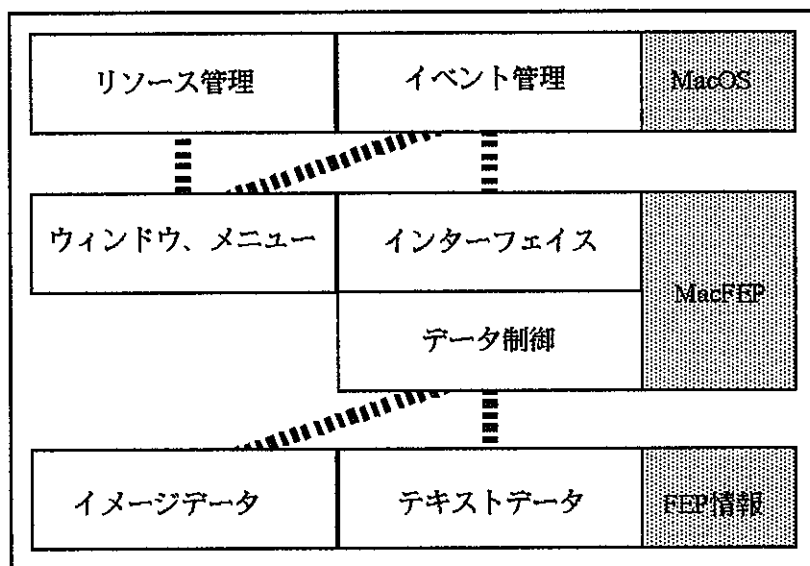 リソース管理
イベント管理
MacOS
ウィンドウ、メニュー
インターフェイス
MacFEP
データ制御
イメージデータ
テキストデータ
FEP情報